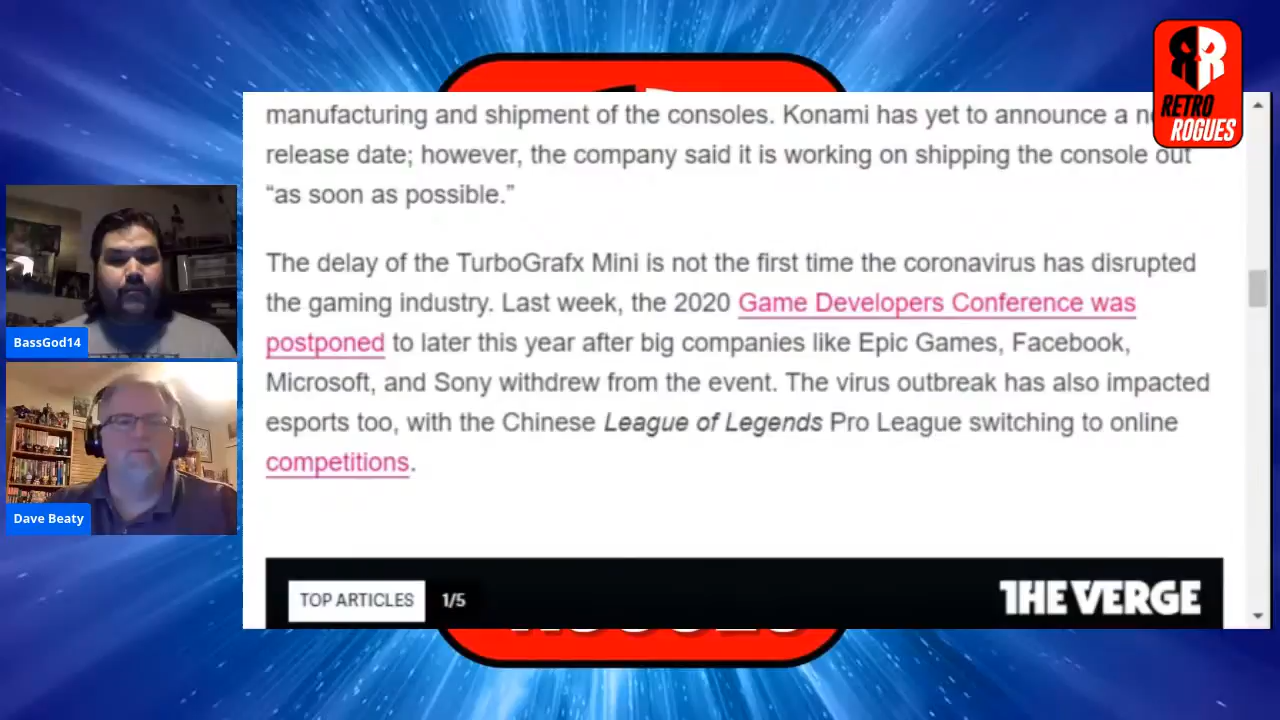 manufacturing and shipment of the consoles. Konami has yet to announce a
release date; however, the company said it is working on shipping the console out
“as soon as possible.”
The delay of the TurboGrafx Mini is not the first time the coronavirus has disrupted
the gaming industry. Last week, the 2020 Game Developers Conference was
postponed to later this year after big companies like Epic Games, Facebook,
Microsoft, and Sony withdrew from the event. The virus outbreak has also impacted
esports too, with the Chinese League of Legends Pro League switching to online
competitions.
TOP ARTICLES 1/5
THE VERGE
RETRO
ROGUES
BassGod14
Dave Beaty